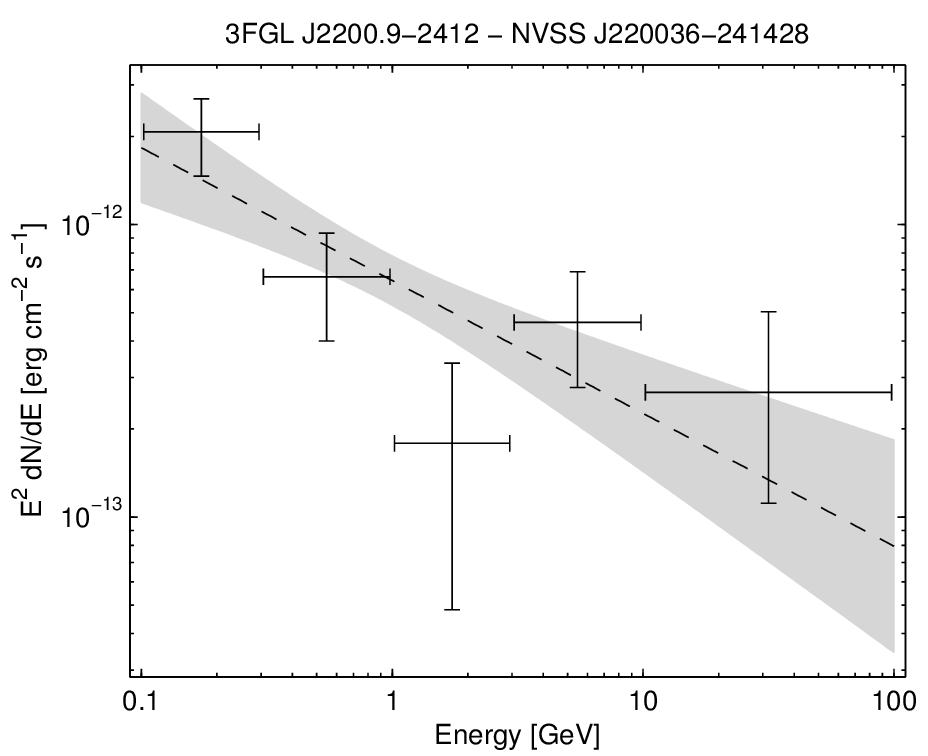 3FGL J2200.9−2412 − NVSS J220036−241428
E² dN/dE [erg cm⁻² s⁻¹]
10⁻¹²
10⁻¹³
0.1 1 10 100
Energy [GeV]